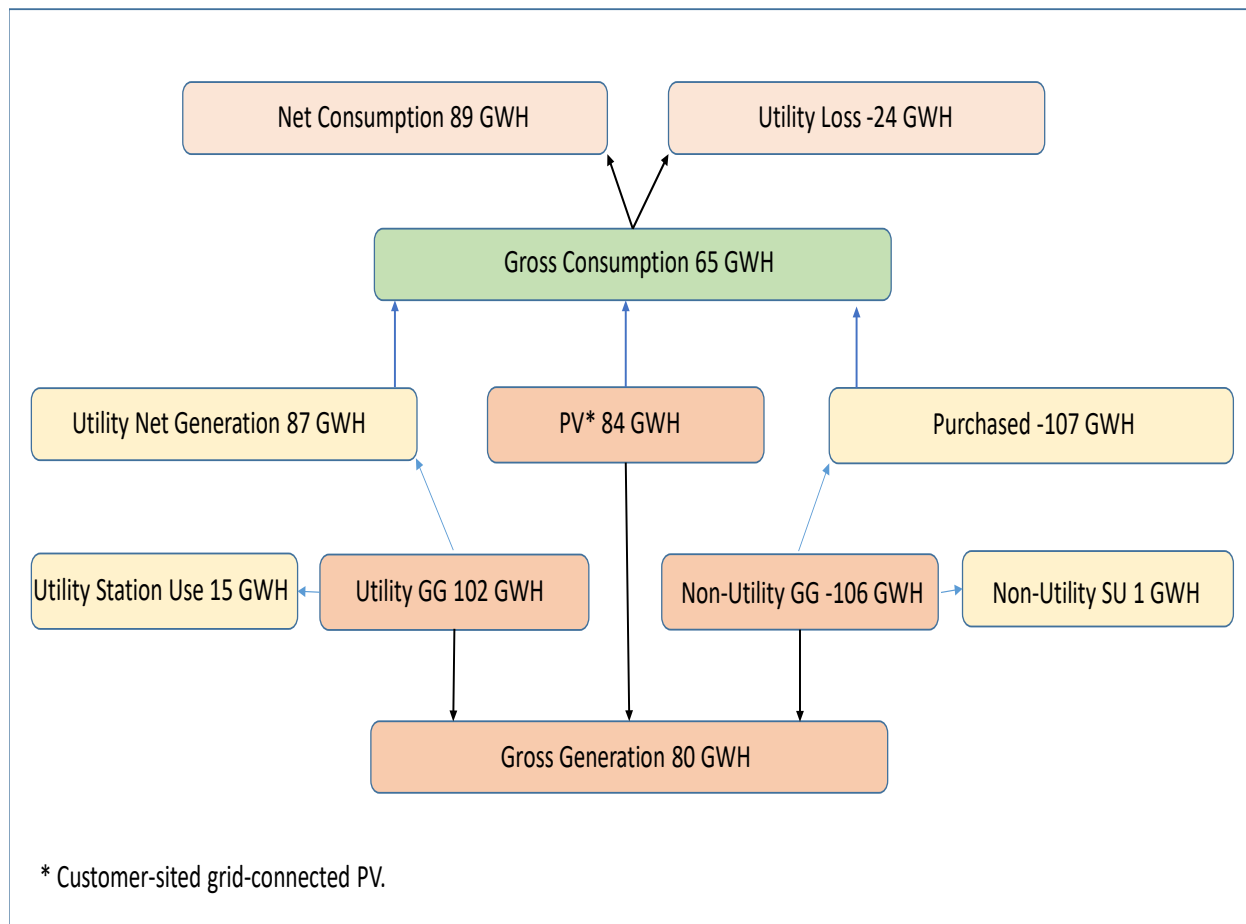 Net Consumption 89 GWH
Utility Loss -24 GWH
Gross Consumption 65 GWH
Utility Net Generation 87 GWH
PV* 84 GWH
Purchased -107 GWH
Utility Station Use 15 GWH
Utility GG 102 GWH
Non-Utility GG -106 GWH
Non-Utility SU 1 GWH
Gross Generation 80 GWH
* Customer-sited grid-connected PV.